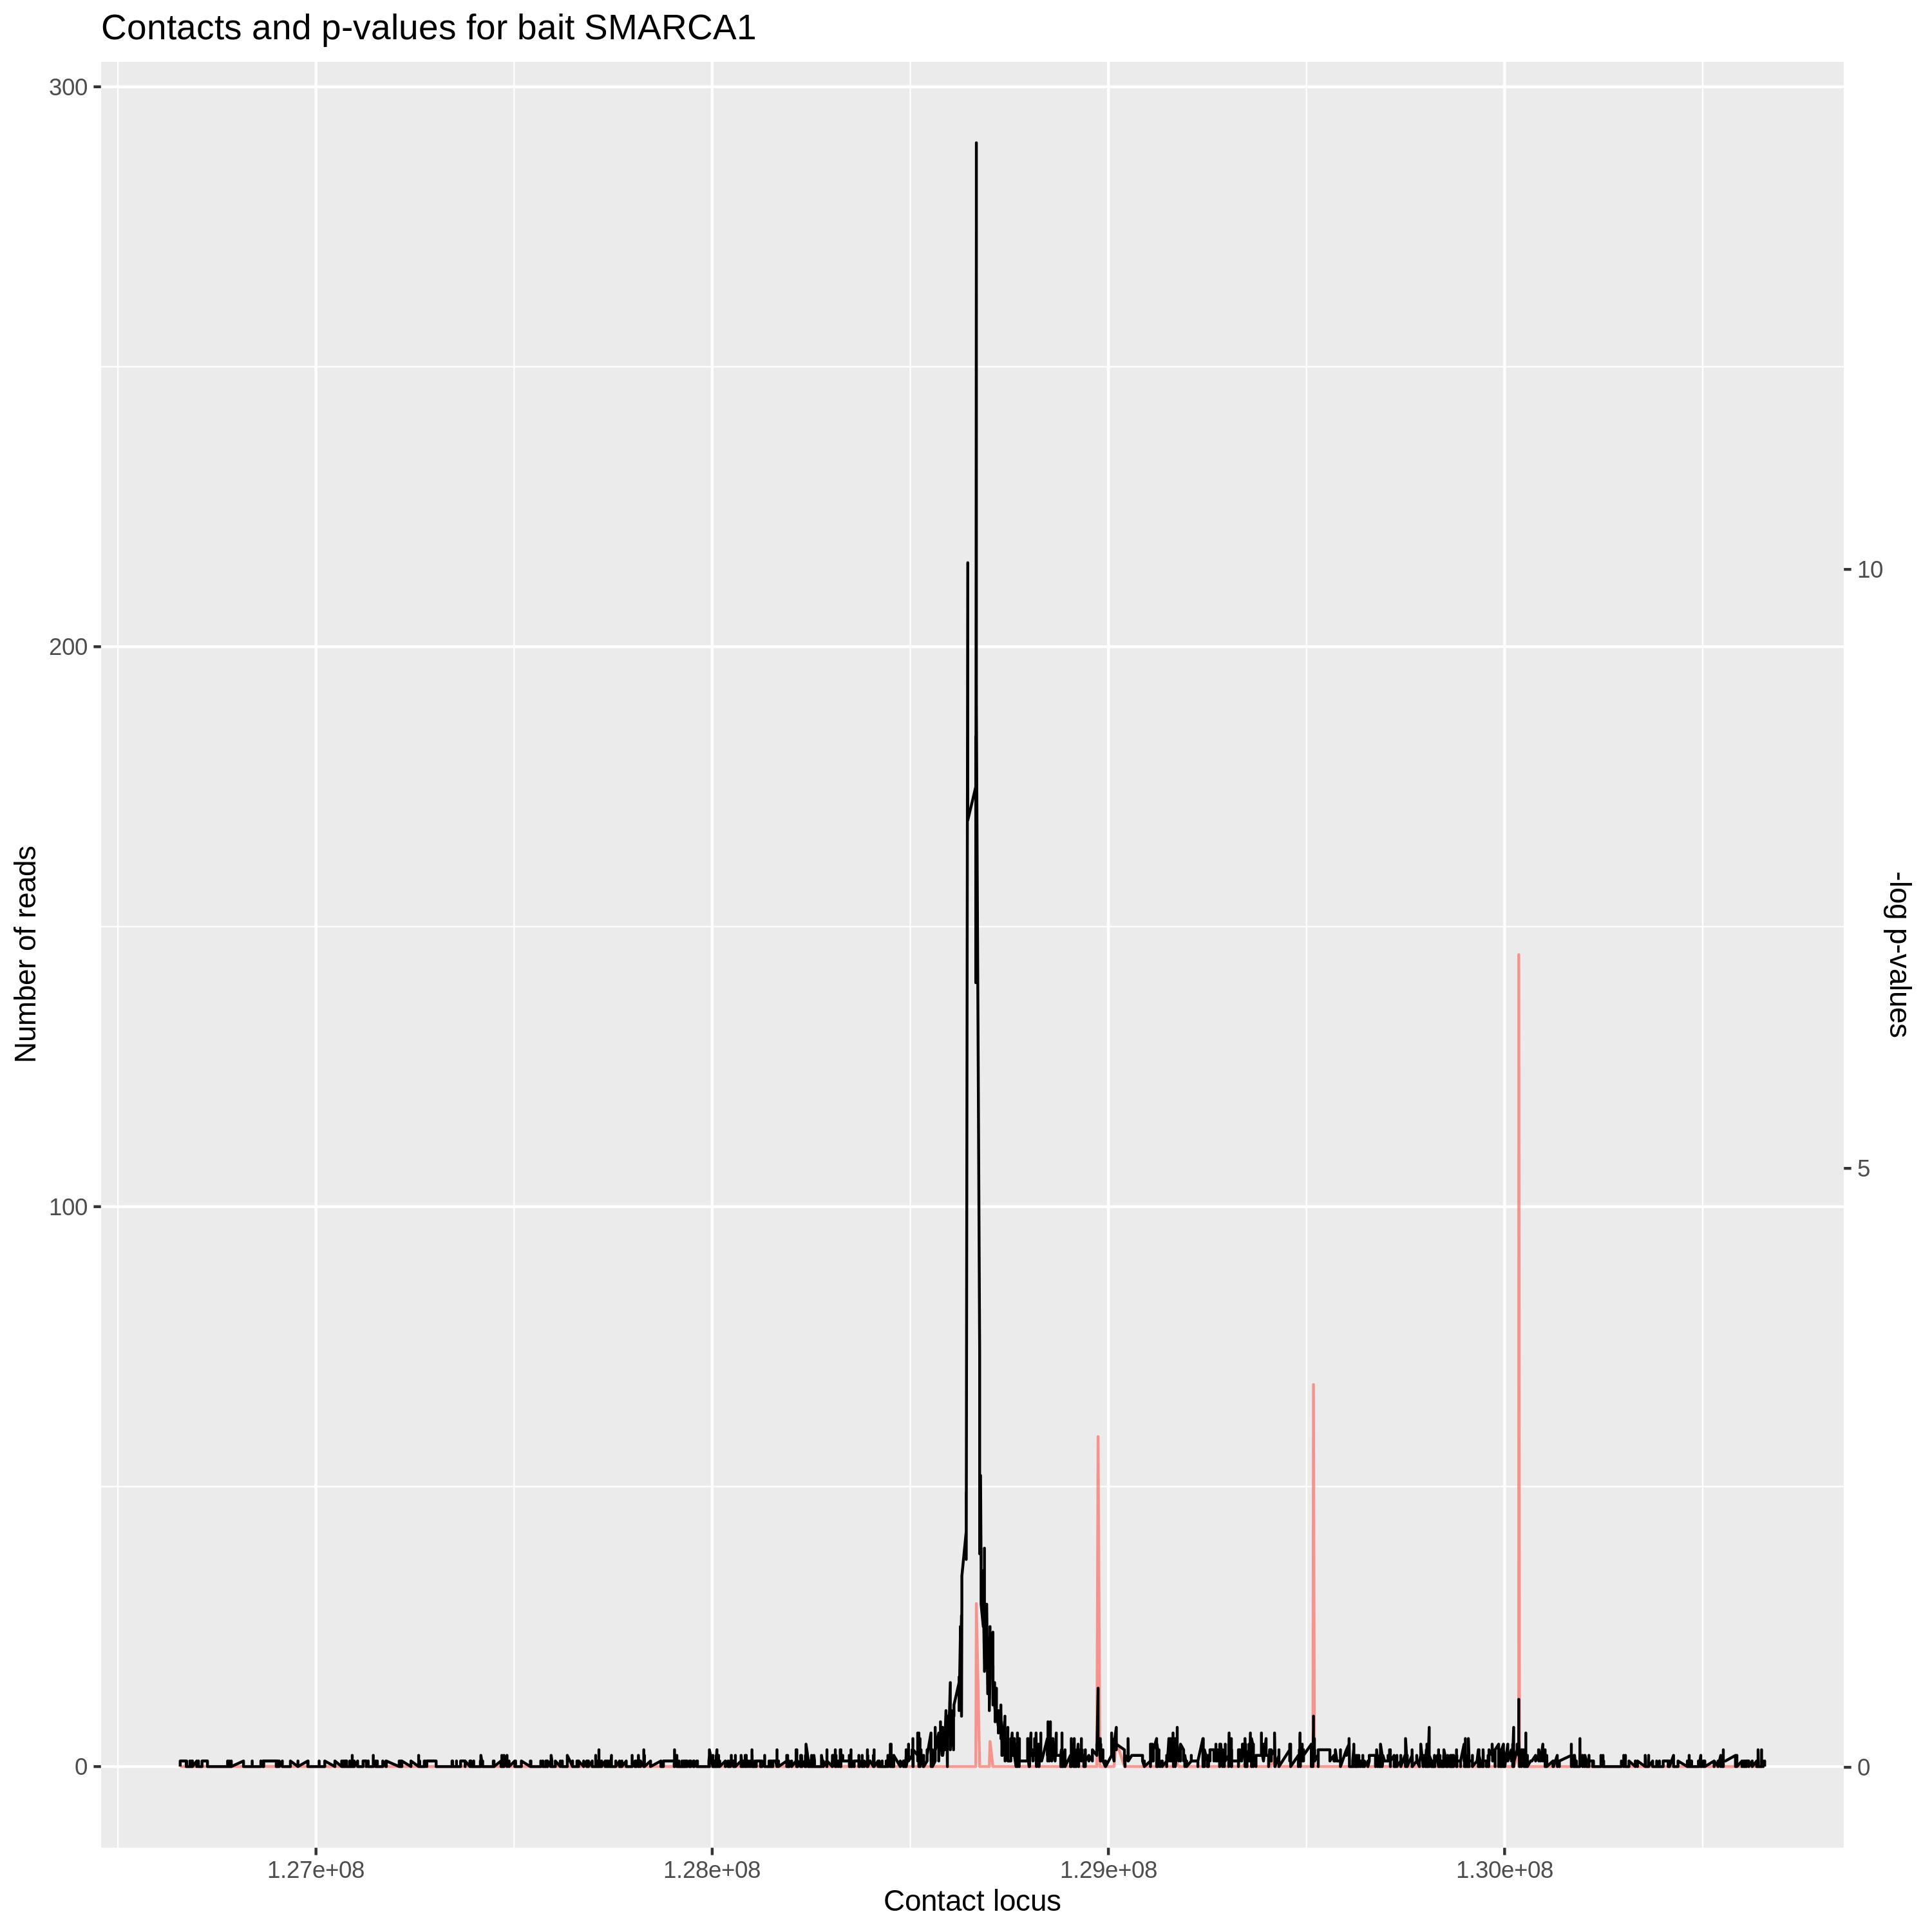 Contacts and p-values for bait SMARCA1
300
200
100
0
Number of reads
10
5
0
-log p-values
1.27e+08 1.28e+08 1.29e+08 1.30e+08
Contact locus